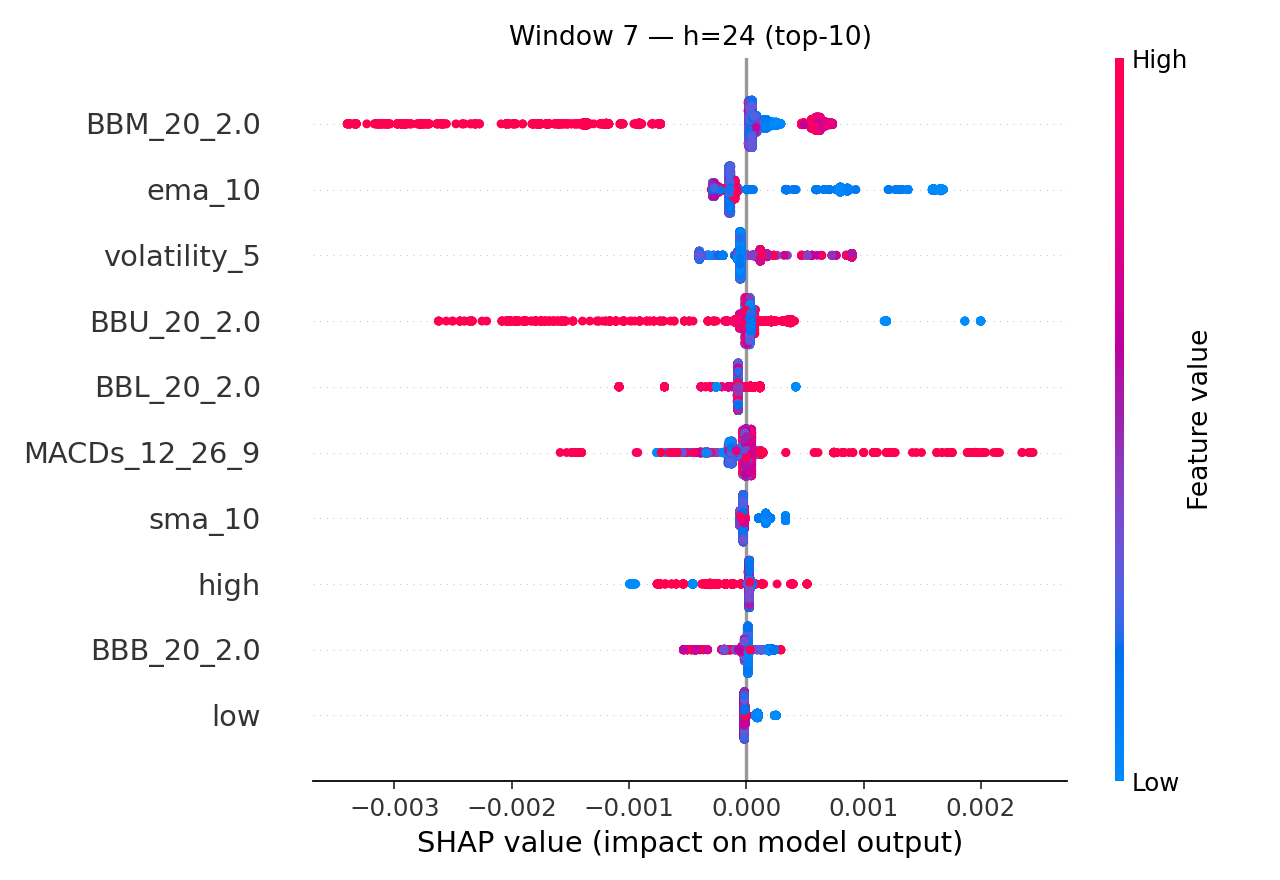 Window 7 — h=24 (top-10)
High
BBM_20_2.0
ema_10
volatility_5
BBU_20_2.0
BBL_20_2.0
MACDs_12_26_9
sma_10
high
BBB_20_2.0
low
Feature value
Low
−0.003 −0.002 −0.001 0.000 0.001 0.002
SHAP value (impact on model output)